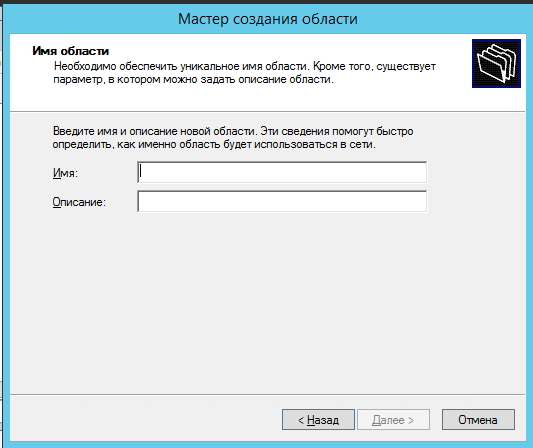 Мастер создания области
Имя области
Необходимо обеспечить уникальное имя области. Кроме того, существует
параметр, в котором можно задать описание области.
Введите имя и описание новой области. Эти сведения помогут быстро
определить, как именно область будет использоваться в сети.
Имя:
Описание:
< Назад Далее > Отмена